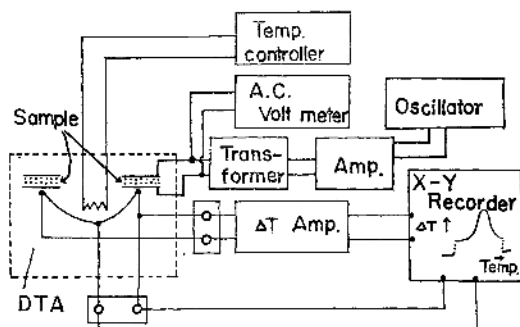 Temp.
controller
A.C.
Volt meter
Oscillator
Sample
Trans-
former
Amp.
X-Y
Recorder
ΔT Amp.
ΔT ↑
Temp.
DTA